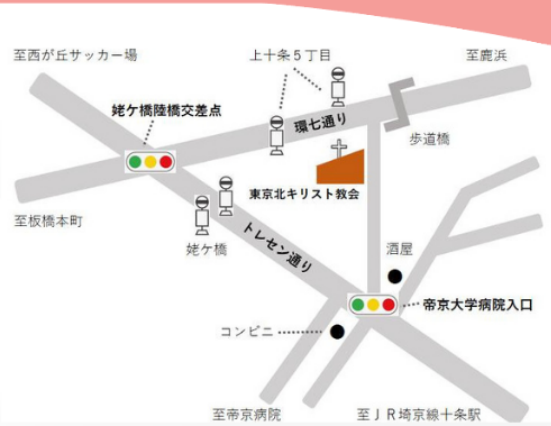 至西が丘サッカー場
上十条5丁目
至鹿浜
姥ケ橋陸橋交差点
環七通り
歩道橋
東京北キリスト教会
至板橋本町
姥ケ橋
トレセン通り
酒屋
帝京大学病院入口
コンビニ
至帝京病院
至JR埼京線十条駅